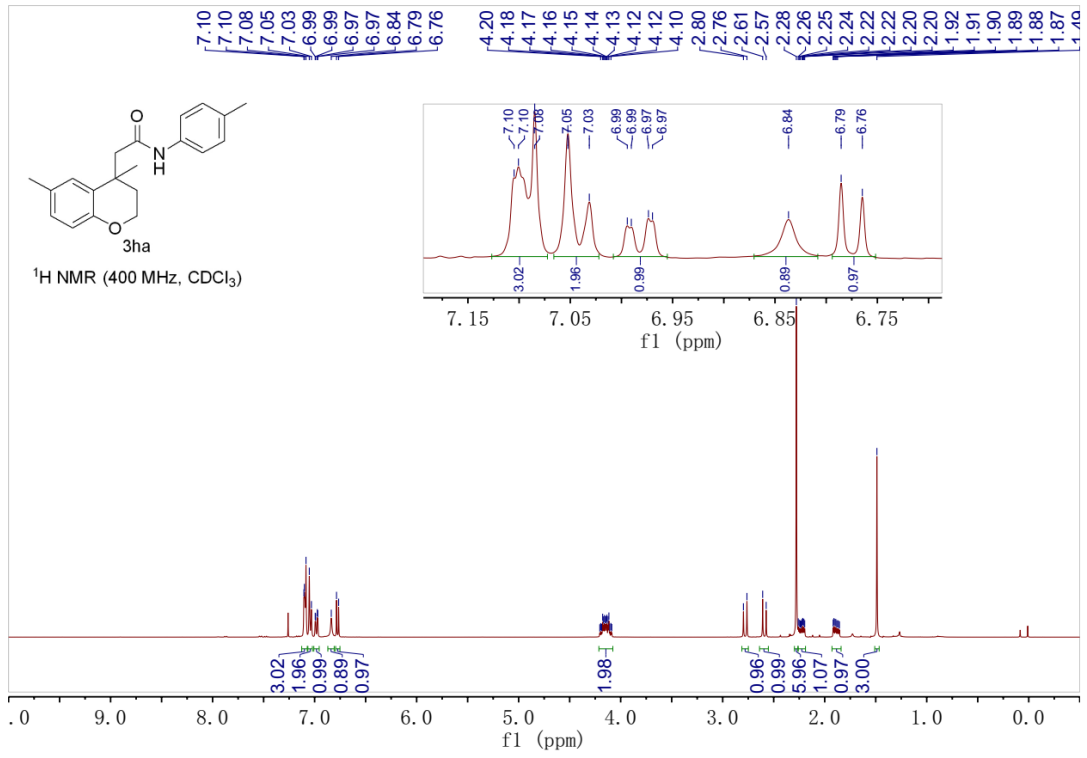 7.10 7.10 7.08 7.05 7.03 6.99 6.99 6.97 6.97 6.84 6.79 6.76 4.20 4.18 4.17 4.16 4.15 4.14 4.13 4.12 4.12 4.10 2.80 2.76 2.61 2.57 2.28 2.26 2.25 2.24 2.22 2.22 2.20 2.20 1.92 1.91 1.90 1.89 1.88 1.87 1.49
O
N
H
O
3ha
¹H NMR (400 MHz, CDCl₃)
7.10 7.10 7.08 7.05 7.03 6.99 6.99 6.97 6.97 6.84 6.79 6.76
3.02 1.96 0.99 0.89 0.97
7.15 7.05 6.95 6.85 6.75
f1 (ppm)
3.02 1.96 0.99 0.89 0.97 1.98 0.96 0.99 5.96 1.07 0.97 3.00
.0 8.0 7.0 6.0 5.0 4.0 3.0 2.0 1.0 0.0
f1 (ppm)